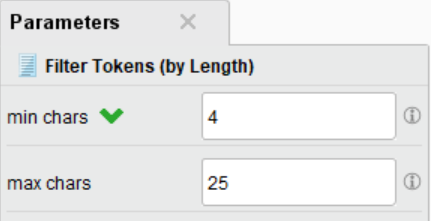 Parameters
Filter Tokens (by Length)
min chars 4
max chars 25